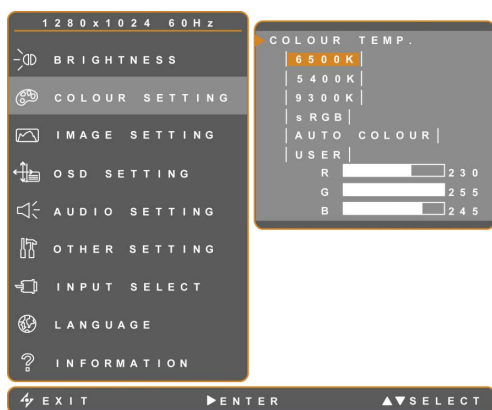 1280x1024 60Hz
BRIGHTNESS
COLOUR SETTING
IMAGE SETTING
OSD SETTING
AUDIO SETTING
OTHER SETTING
INPUT SELECT
LANGUAGE
INFORMATION
COLOUR TEMP.
6500K
5400K
9300K
sRGB
AUTO COLOUR
USER
R 230
G 255
B 245
EXIT ENTER SELECT